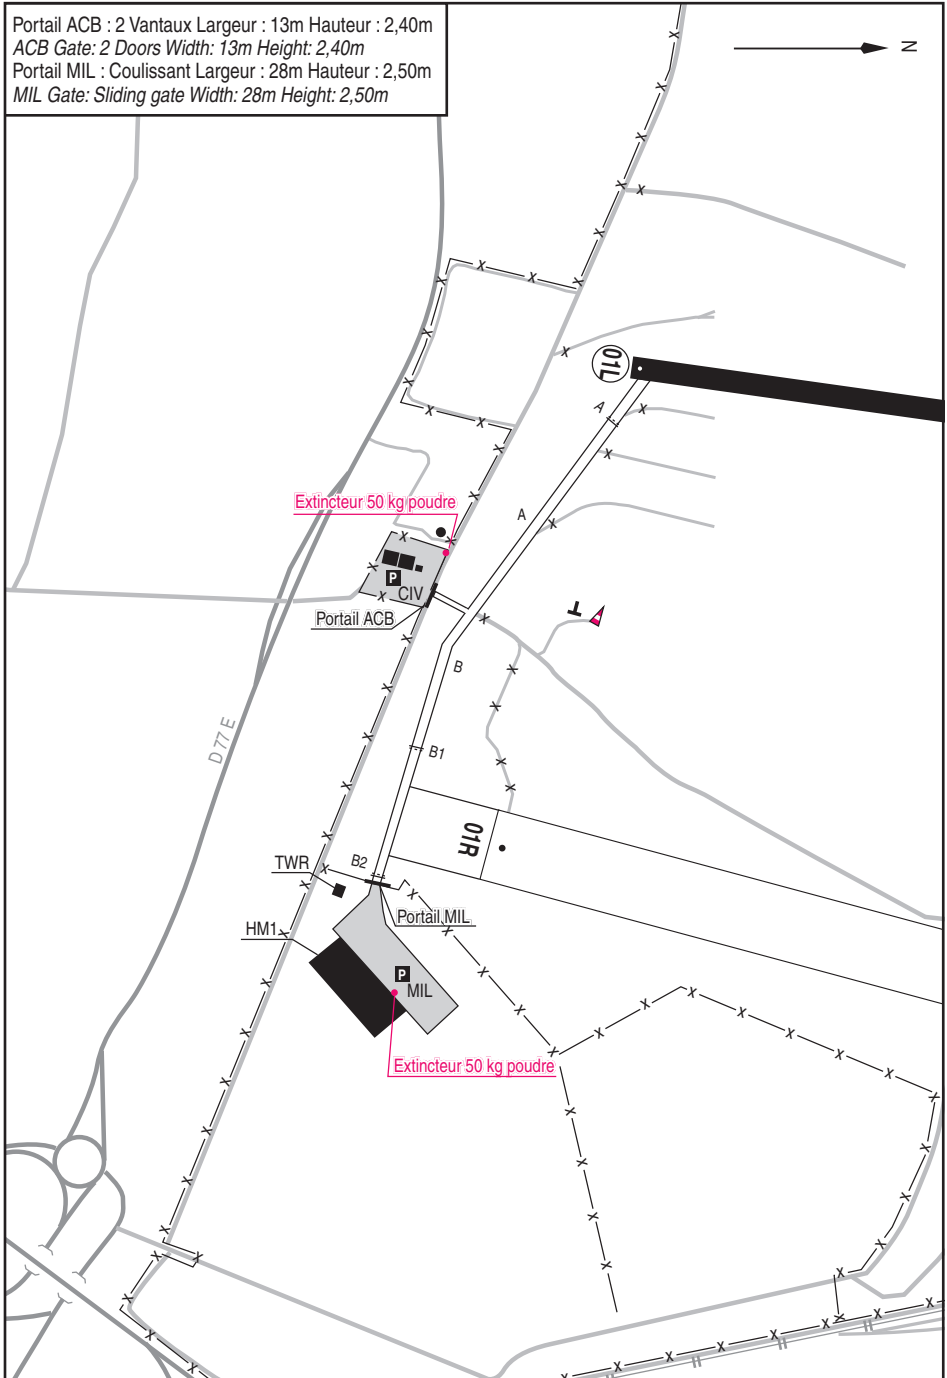 Portail ACB : 2 Vantaux Largeur : 13m Hauteur : 2,40m
ACB Gate: 2 Doors Width: 13m Height: 2,40m
Portail MIL : Coulissant Largeur : 28m Hauteur : 2,50m
MIL Gate: Sliding gate Width: 28m Height: 2,50m
N
01L
A
Extincteur 50 kg poudre
A
P
CIV
Portail ACB
B
D 77 E
B1
01R
TWR
B2
Portail MIL
HM1
P
MIL
Extincteur 50 kg poudre